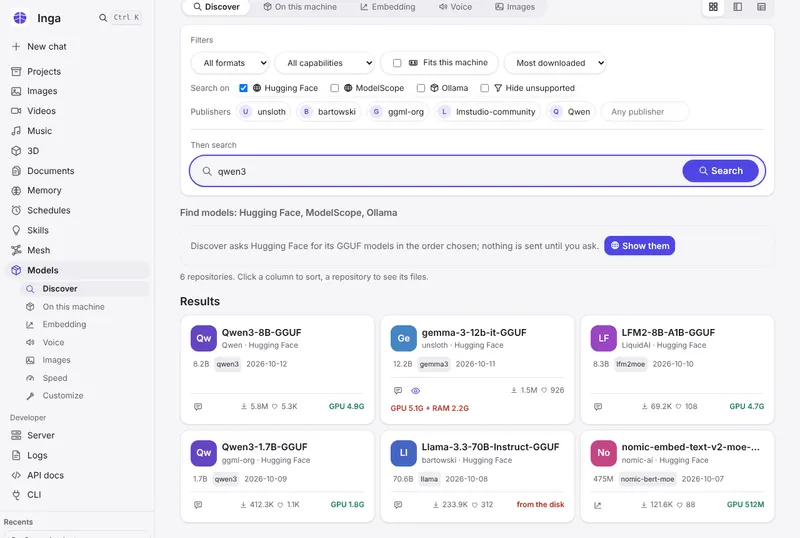 Inga
Ctrl K
New chat
Projects
Images
Videos
Music
3D
Documents
Memory
Schedules
Skills
Mesh
Models
Discover
On this machine
Embedding
Voice
Images
Speed
Customize
Developer
Server
Logs
API docs
CLI
Recents
Discover On this machine Embedding Voice Images
Filters
All formats All capabilities Fits this machine Most downloaded
Search on Hugging Face ModelScope Ollama Hide unsupported
Publishers U unsloth B bartowski G ggml-org L lmstudio-community Q Qwen Any publisher
Then search
qwen3 Search
Find models: Hugging Face, ModelScope, Ollama
Discover asks Hugging Face for its GGUF models in the order chosen; nothing is sent until you ask. Show them
6 repositories. Click a column to sort, a repository to see its files.
Results
Qw Qwen3-8B-GGUF
Qwen · Hugging Face
8.2B qwen3 2026-10-12
5.8M 5.3K GPU 4.9G
Ge gemma-3-12b-it-GGUF
unsloth · Hugging Face
12.2B gemma3 2026-10-11
1.5M 926
GPU 5.1G + RAM 2.2G
LF LFM2-8B-A1B-GGUF
LiquidAI · Hugging Face
8.3B lfm2moe 2026-10-10
69.2K 108 GPU 4.7G
Qw Qwen3-1.7B-GGUF
ggml-org · Hugging Face
1.7B qwen3 2026-10-09
412.3K 1.1K GPU 1.8G
Ll Llama-3.3-70B-Instruct-GGUF
bartowski · Hugging Face
70.6B llama 2026-10-08
233.9K 312 from the disk
No nomic-embed-text-v2-moe-...
nomic-ai · Hugging Face
475M nomic-bert-moe 2026-10-07
121.6K 88 GPU 512M